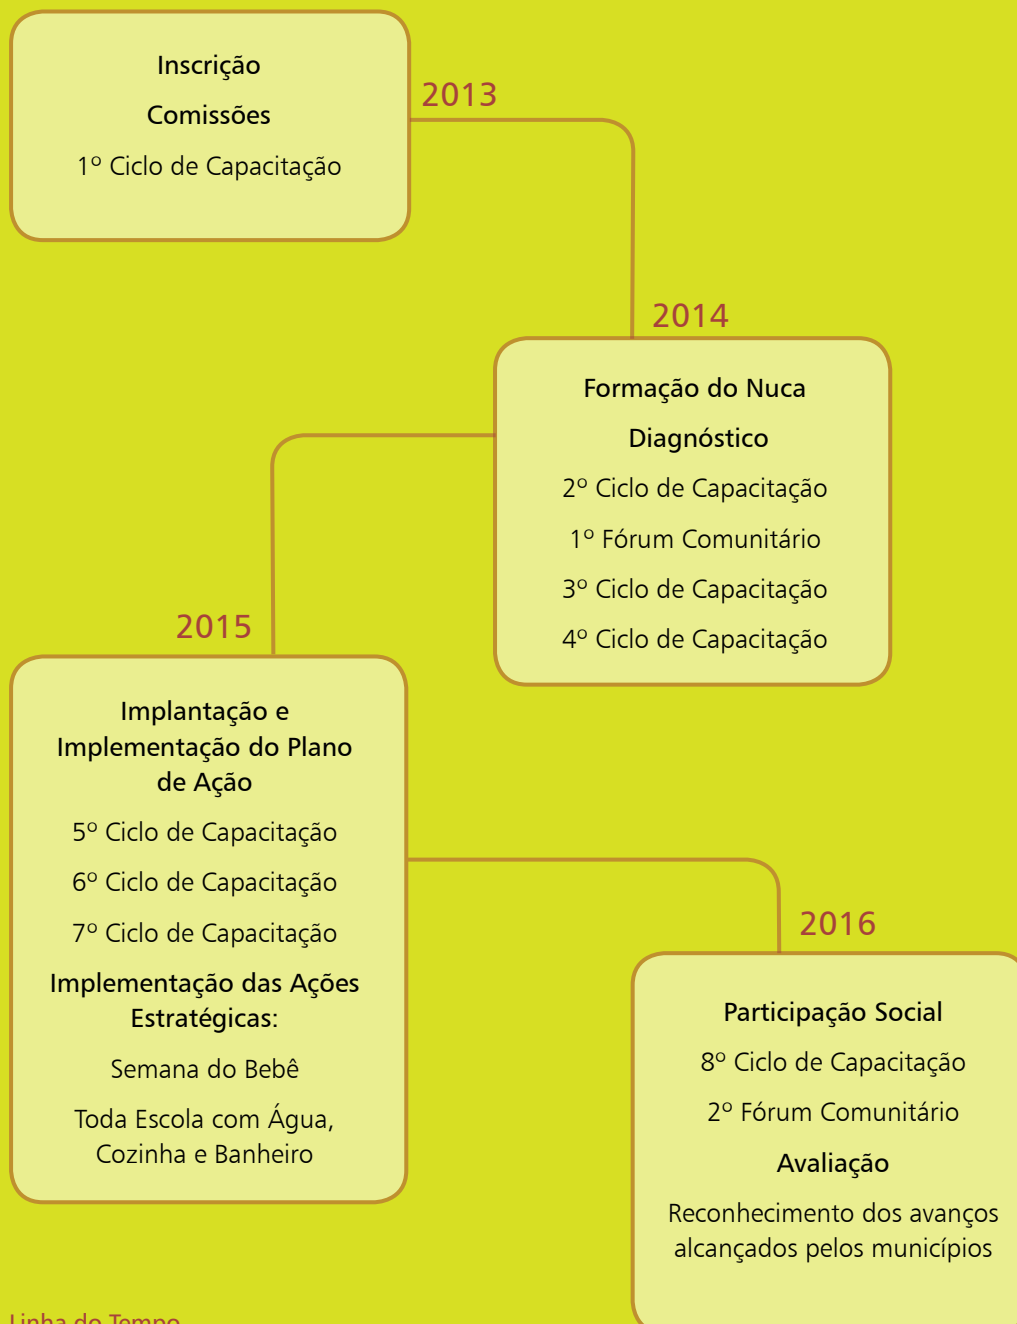 Inscrição
Comissões
1º Ciclo de Capacitação
2013
2014
Formação do Nuca
Diagnóstico
2º Ciclo de Capacitação
1º Fórum Comunitário
3º Ciclo de Capacitação
4º Ciclo de Capacitação
2015
Implantação e
Implementação do Plano
de Ação
5º Ciclo de Capacitação
6º Ciclo de Capacitação
7º Ciclo de Capacitação
Implementação das Ações
Estratégicas:
Semana do Bebê
Toda Escola com Água,
Cozinha e Banheiro
2016
Participação Social
8º Ciclo de Capacitação
2º Fórum Comunitário
Avaliação
Reconhecimento dos avanços
alcançados pelos municípios
Linha do Tempo